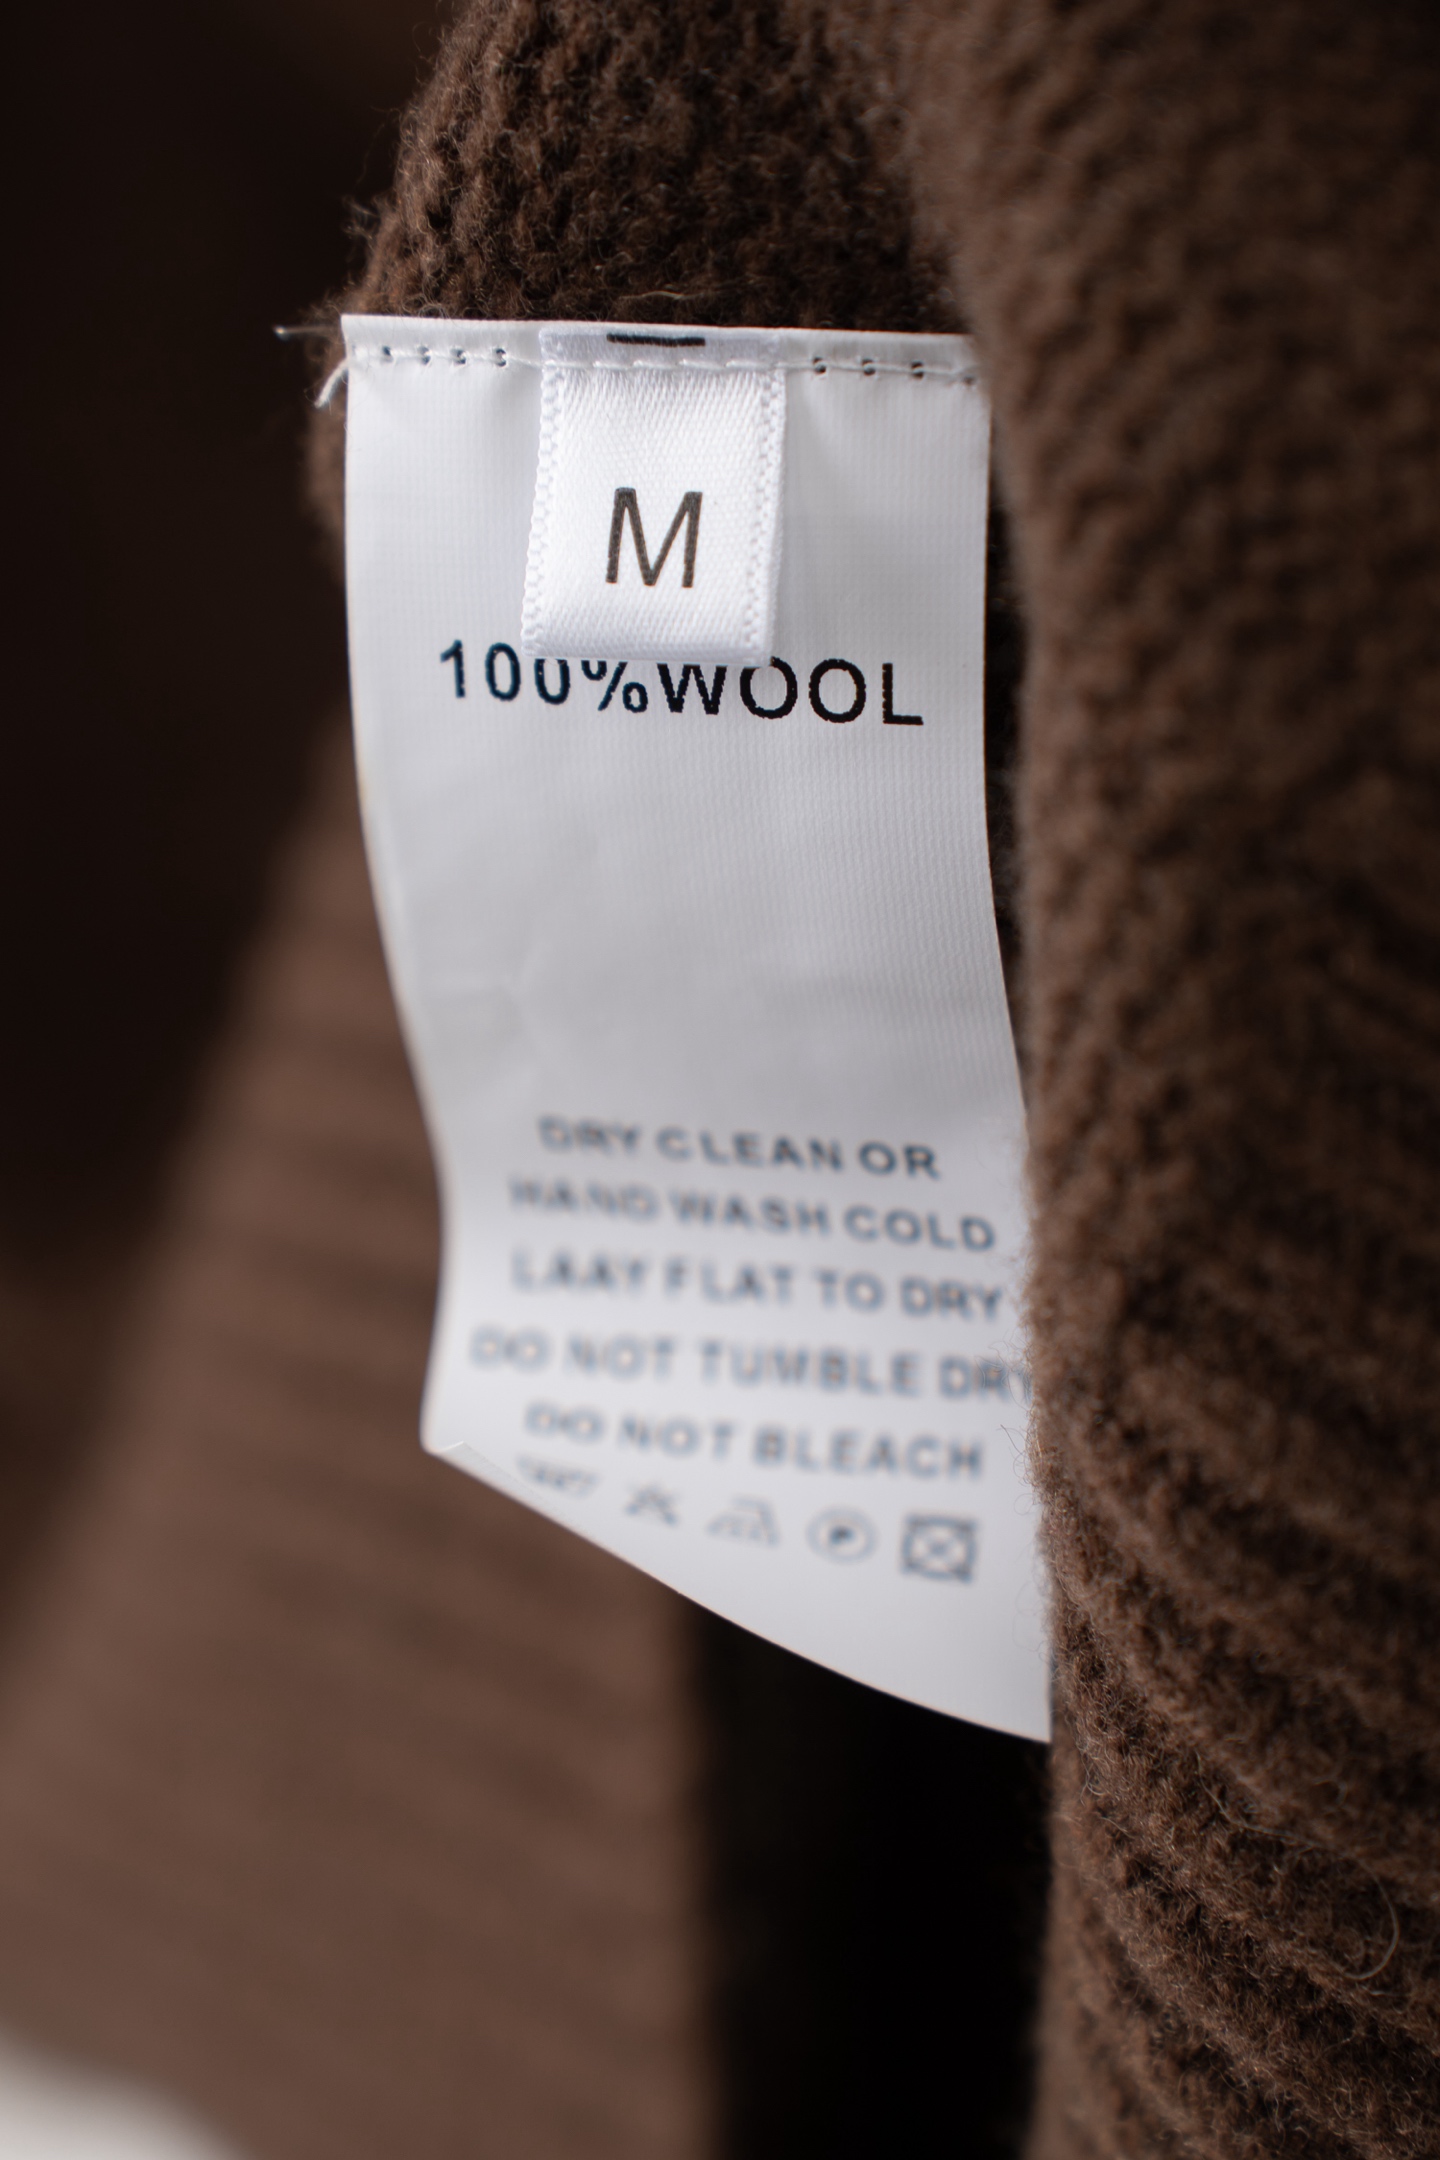 M
100%WOOL
DRY CLEAN OR
HAND WASH COLD
LAAY FLAT TO DRY
DO NOT TUMBLE DRY
DO NOT BLEACH
P